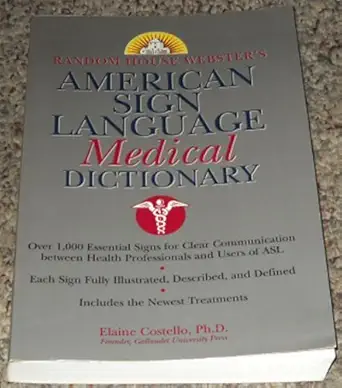 RANDOM HOUSE WEBSTER'S
AMERICAN
SIGN
LANGUAGE
Medical
DICTIONARY
Over 1,000 Essential Signs for Clear Communication
between Health Professionals and Users of ASL
•
Each Sign Fully Illustrated, Described, and Defined
•
Includes the Newest Treatments
Elaine Costello, Ph.D.
Founder, Gallaudet University Press